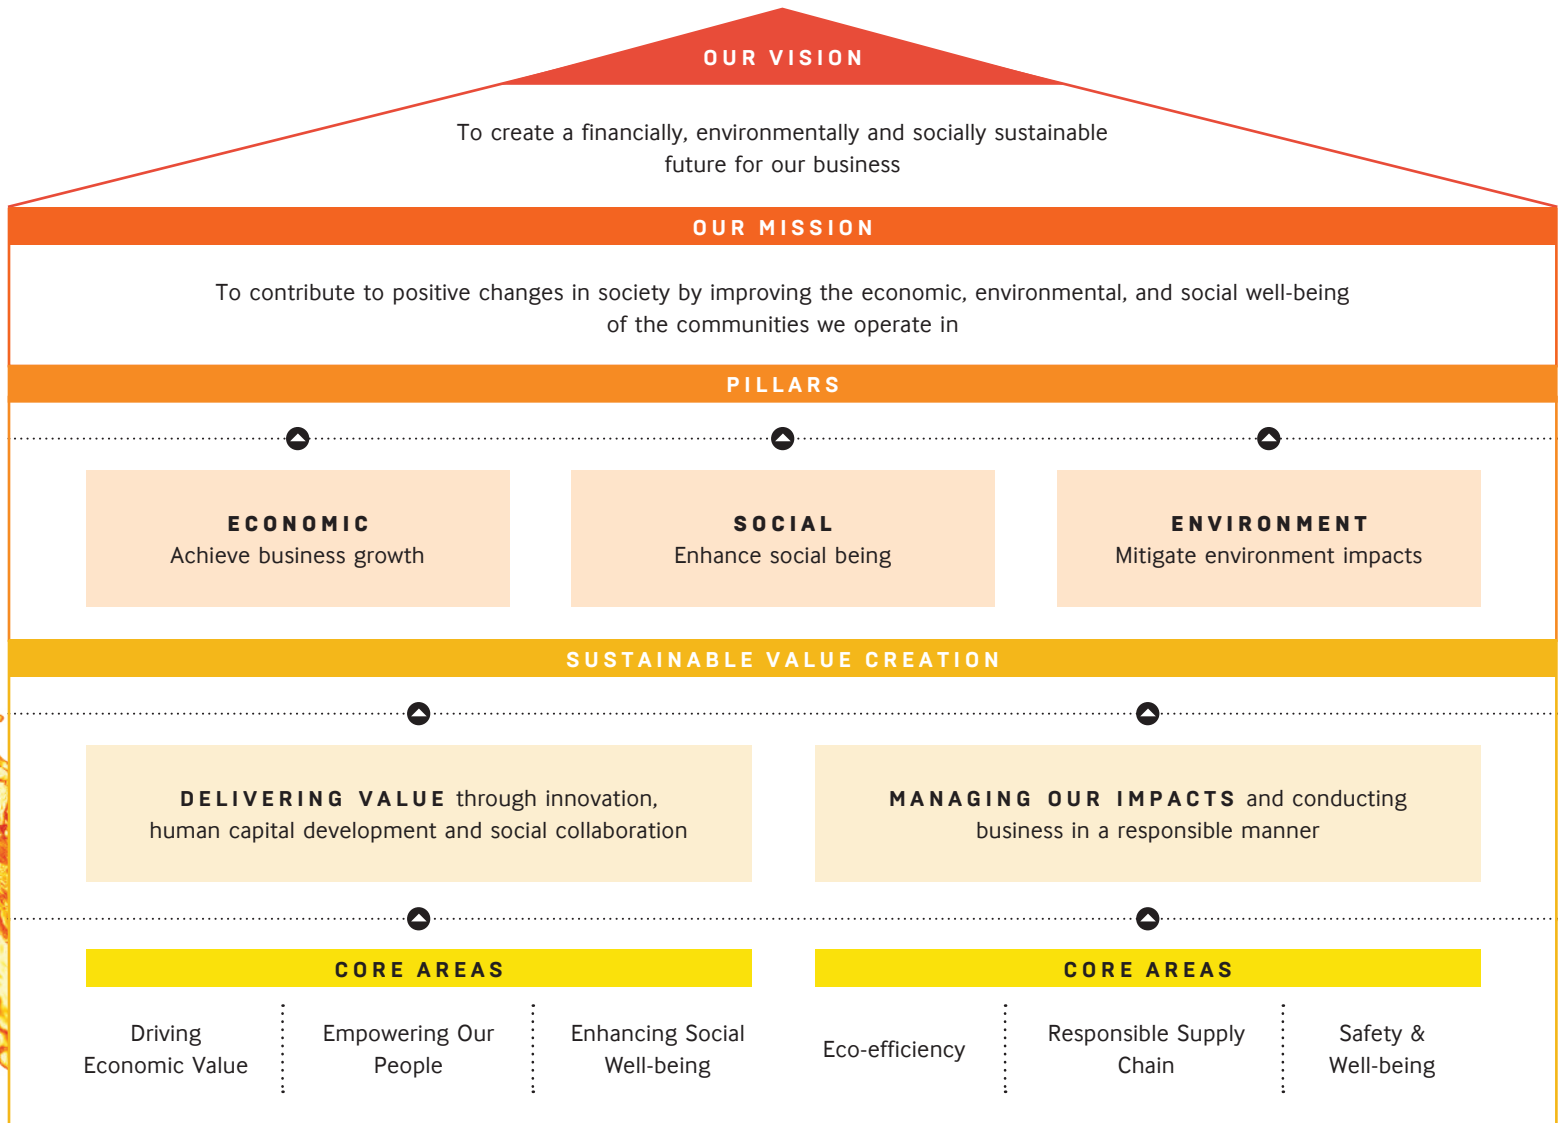 OUR VISION
To create a financially, environmentally and socially sustainable
future for our business
OUR MISSION
To contribute to positive changes in society by improving the economic, environmental, and social well-being
of the communities we operate in
PILLARS
ECONOMIC
Achieve business growth
SOCIAL
Enhance social being
ENVIRONMENT
Mitigate environment impacts
SUSTAINABLE VALUE CREATION
DELIVERING VALUE through innovation,
human capital development and social collaboration
MANAGING OUR IMPACTS and conducting
business in a responsible manner
CORE AREAS
Driving
Economic Value
Empowering Our
People
Enhancing Social
Well-being
CORE AREAS
Eco-efficiency
Responsible Supply
Chain
Safety &
Well-being